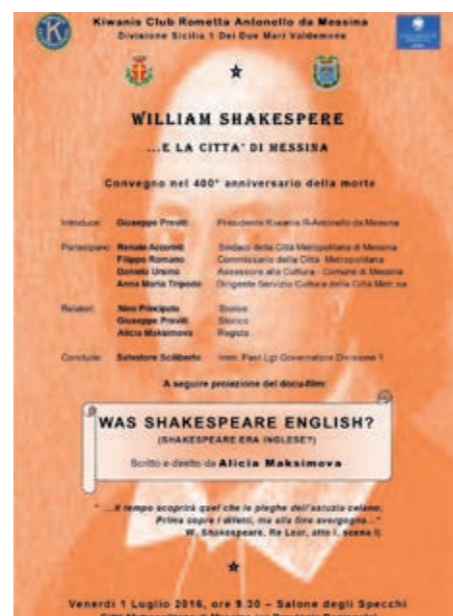 Kiwanis Club Rometta Antonello da Messina
Divisione Sicilia 1 Dei Due Mari Valdemone
WILLIAM SHAKESPERE
...E LA CITTA' DI MESSINA
Convegno nel 400° anniversario della morte
Introduce: Giuseppe Previti Presidente Kiwanis R-Antonello da Messina
Partecipano: Renato Accorinti Sindaco della Città Metropolitana di Messina
Filippo Romano Commissario della Città Metropolitana
Daniela Ursino Assessore alla Cultura - Comune di Messina
Anna Maria Tripodo Dirigente Servizio Cultura della Città Metr.na
Relatori: Nino Principato Storico
Giuseppe Previti Storico
Alicia Maksimova Regista
Conclude: Salvatore Sciliberto Imm. Past Lgt Governatore Divisione 1
A seguire proiezione del docu-film:
WAS SHAKESPEARE ENGLISH?
(SHAKESPEARE ERA INGLESE?)
Scritto e diretto da Alicia Maksimova
"...Il tempo scoprirà quel che le pieghe dell'astuzia celano.
Prima copre i difetti, ma alla fine svergogna..."
W. Shakespeare, Re Lear, atto I, scena I)
Venerdì 1 Luglio 2016, ore 9.30 – Salone degli Specchi
Città Metropolitana di Messina